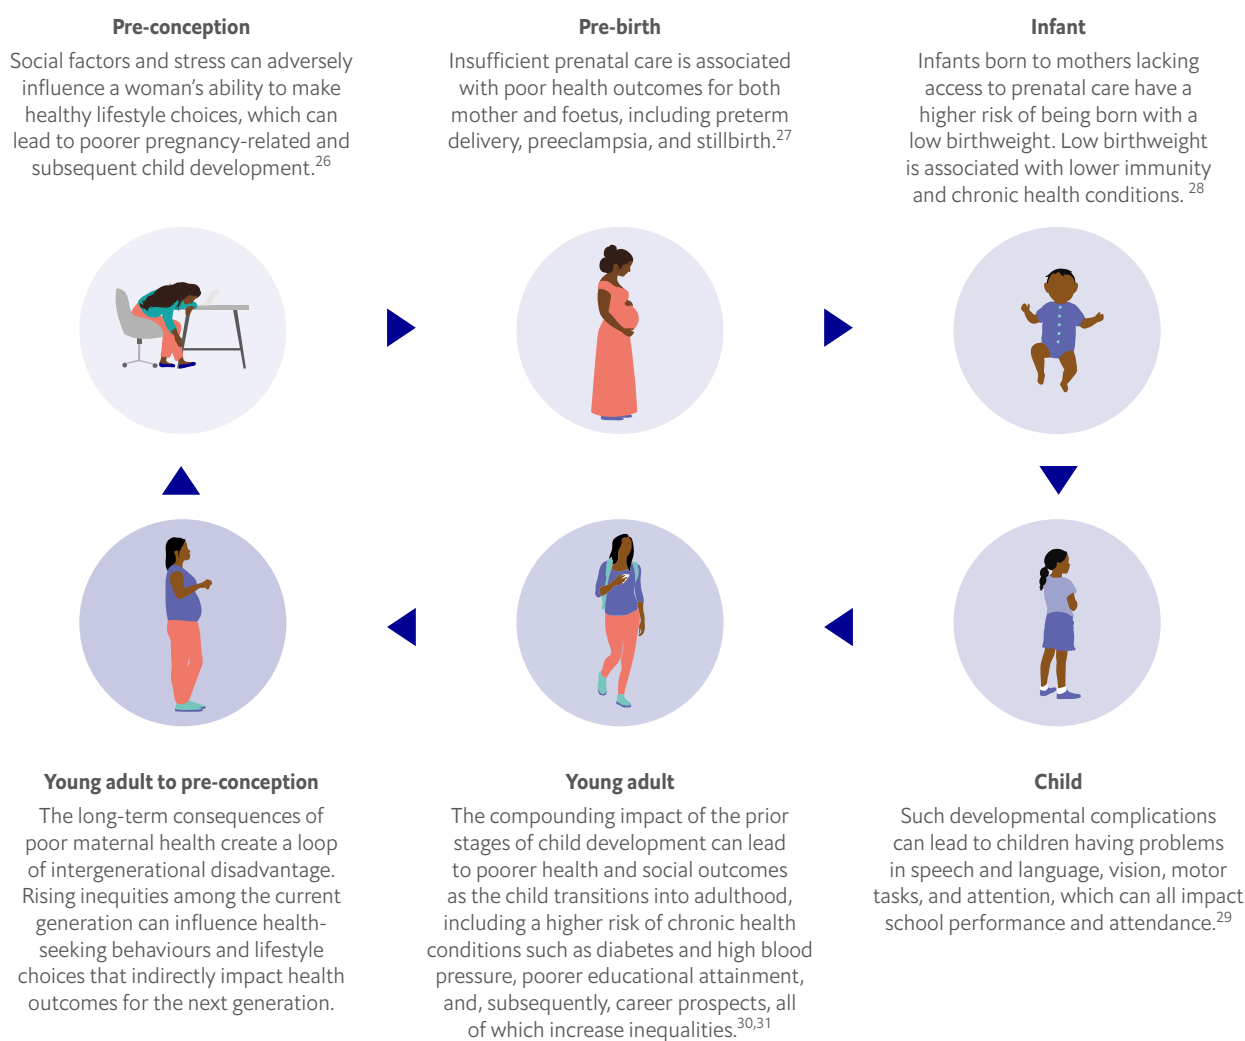 Pre-conception
Social factors and stress can adversely
influence a woman’s ability to make
healthy lifestyle choices, which can
lead to poorer pregnancy-related and
subsequent child development.26
Pre-birth
Insufficient prenatal care is associated
with poor health outcomes for both
mother and foetus, including preterm
delivery, preeclampsia, and stillbirth.27
Infant
Infants born to mothers lacking
access to prenatal care have a
higher risk of being born with a
low birthweight. Low birthweight
is associated with lower immunity
and chronic health conditions. 28
Young adult to pre-conception
The long-term consequences of
poor maternal health create a loop
of intergenerational disadvantage.
Rising inequities among the current
generation can influence health-
seeking behaviours and lifestyle
choices that indirectly impact health
outcomes for the next generation.
Young adult
The compounding impact of the prior
stages of child development can lead
to poorer health and social outcomes
as the child transitions into adulthood,
including a higher risk of chronic health
conditions such as diabetes and high blood
pressure, poorer educational attainment,
and, subsequently, career prospects, all
of which increase inequalities.30,31
Child
Such developmental complications
can lead to children having problems
in speech and language, vision, motor
tasks, and attention, which can all impact
school performance and attendance.29